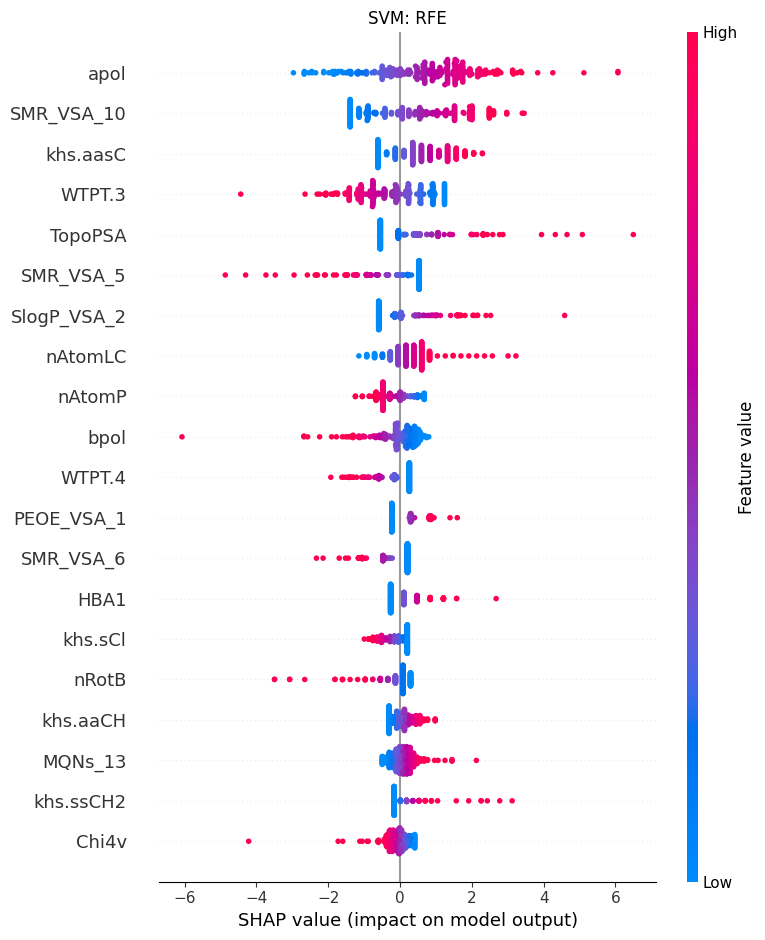 SVM: RFE
High
apol
SMR_VSA_10
khs.aasC
WTPT.3
TopoPSA
SMR_VSA_5
SlogP_VSA_2
nAtomLC
nAtomP
bpol
WTPT.4
PEOE_VSA_1
SMR_VSA_6
HBA1
khs.sCl
nRotB
khs.aaCH
MQNs_13
khs.ssCH2
Chi4v
Feature value
Low
−6 −4 −2 0 2 4 6
SHAP value (impact on model output)